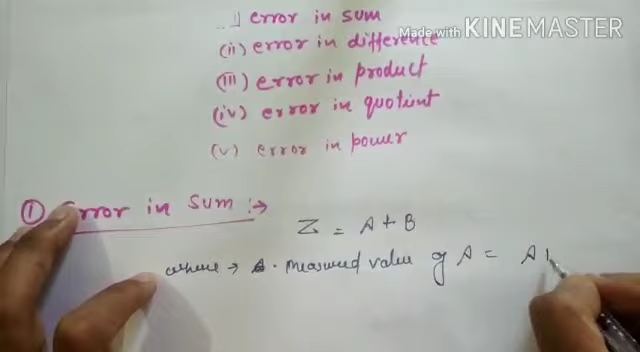 ) error in sum
Made with KINEMASTER
(ii) error in difference
(iii) error in product
(iv) error in quotient
(v) error in power
① Error in sum :→
Z = A + B
where → measured value of A = A